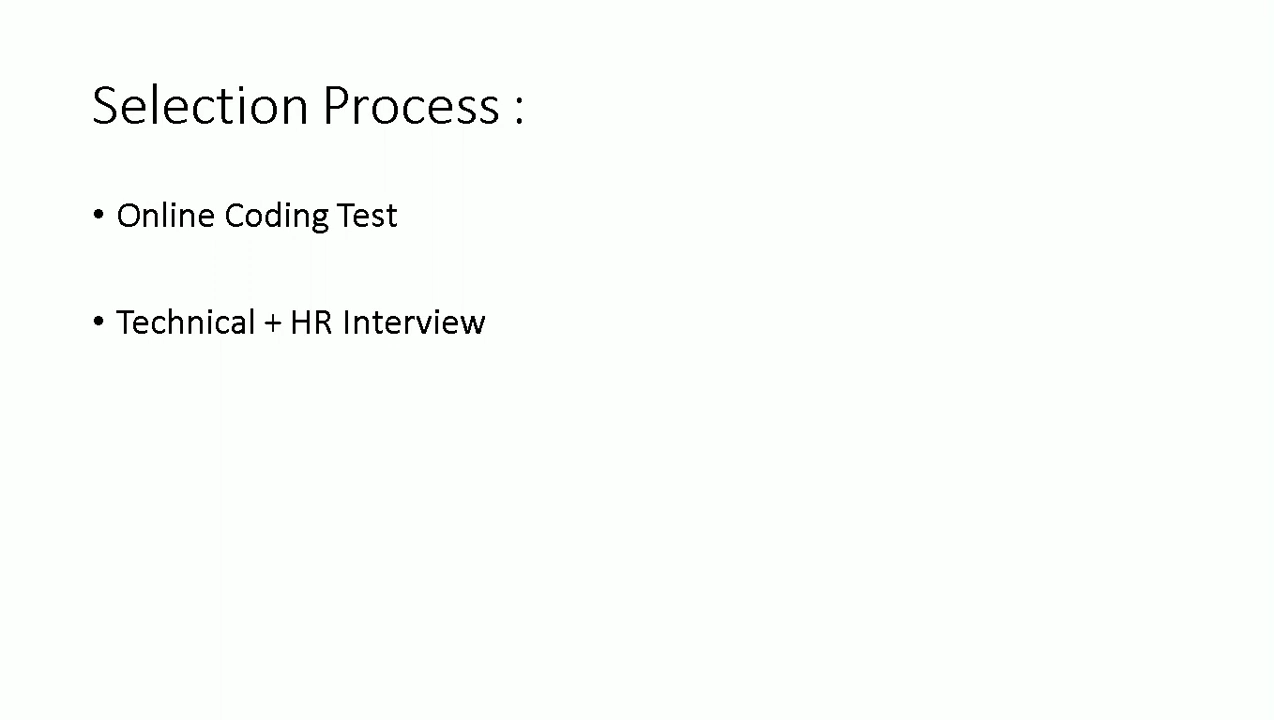 Selection Process :
• Online Coding Test
• Technical + HR Interview